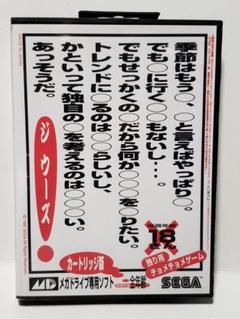 季節はもう◯、◯と言えばやっぱり◯。
でも◯に行く◯もないし…。
でもせっかくの◯だから何か◯◯を◯りたい。
トレンドに◯るのは◯らしいし、
かといって独自の◯を考えるのは◯◯い。
あっそうだ。
ジ ウーズ!
カートリッジ版
MD メガドライブ専用ソフト
全年齢
18
独り用
チョメチョメゲーム
SEGA